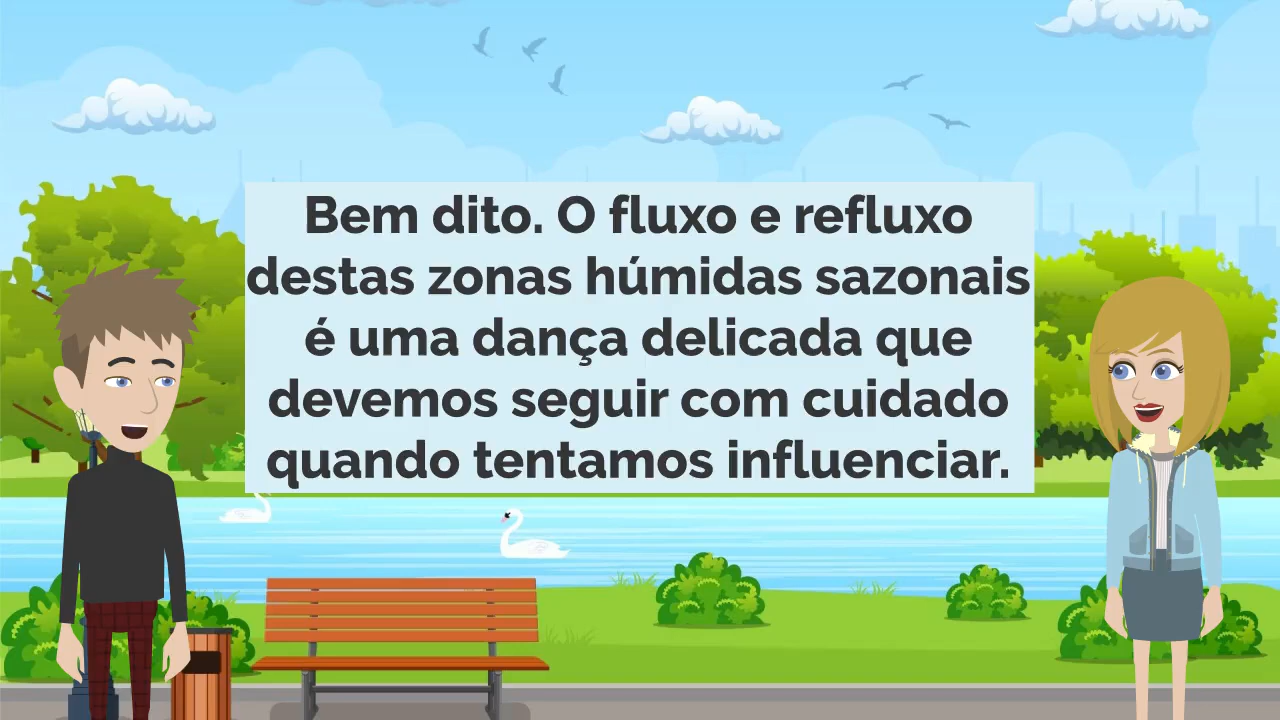 Bem dito. O fluxo e refluxo
destas zonas húmidas sazonais
é uma dança delicada que
devemos seguir com cuidado
quando tentamos influenciar.